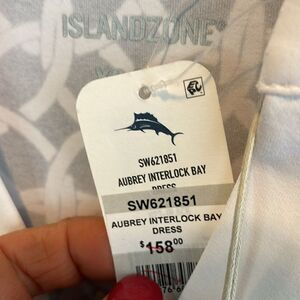 ISLANDZONE®
SW621851
AUBREY INTERLOCK BAY
DRESS
SW621851
AUBREY INTERLOCK BAY
DRESS
$158.00